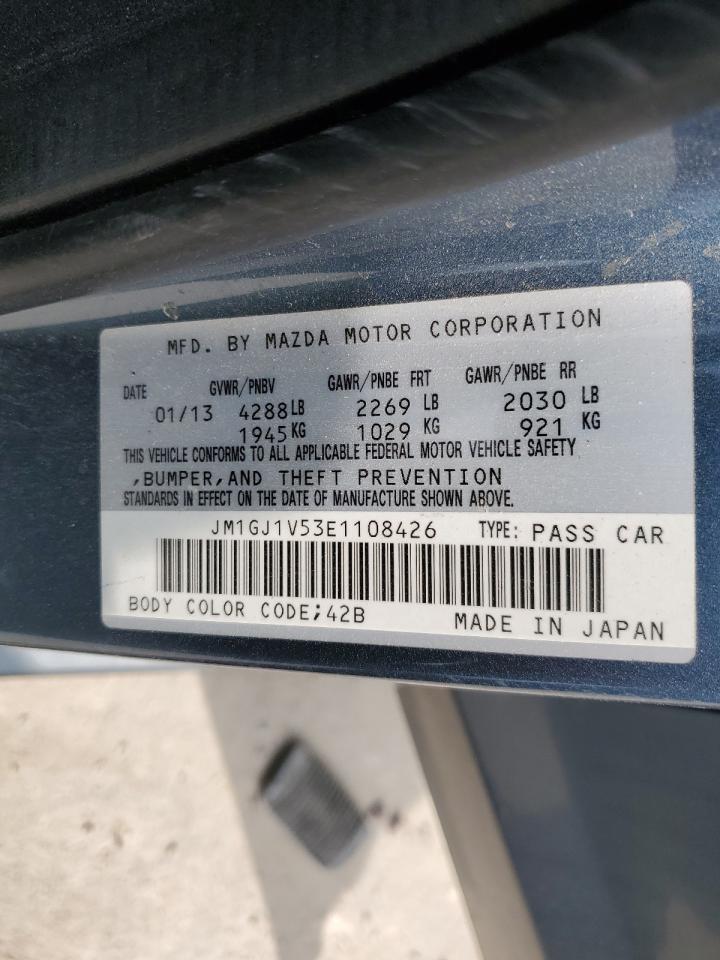 MFD. BY MAZDA MOTOR CORPORATION
DATE GVWR/PNBV GAWR/PNBE FRT GAWR/PNBE RR
01/13 4288LB 2269 LB 2030 LB
1945KG 1029 KG 921 KG
THIS VEHICLE CONFORMS TO ALL APPLICABLE FEDERAL MOTOR VEHICLE SAFETY
,BUMPER,AND THEFT PREVENTION
STANDARDS IN EFFECT ON THE DATE OF MANUFACTURE SHOWN ABOVE.
JM1GJ1V53E1108426 TYPE: PASS CAR
BODY COLOR CODE;42B MADE IN JAPAN